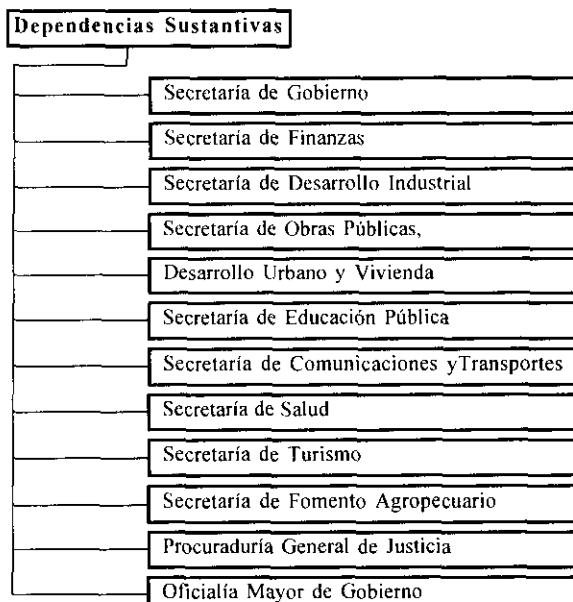 Dependencias Sustantivas
Secretaría de Gobierno
Secretaría de Finanzas
Secretaría de Desarrollo Industrial
Secretaría de Obras Públicas,
Desarrollo Urbano y Vivienda
Secretaría de Educación Pública
Secretaría de Comunicaciones yTransportes
Secretaría de Salud
Secretaría de Turismo
Secretaría de Fomento Agropecuario
Procuraduría General de Justicia
Oficialía Mayor de Gobierno